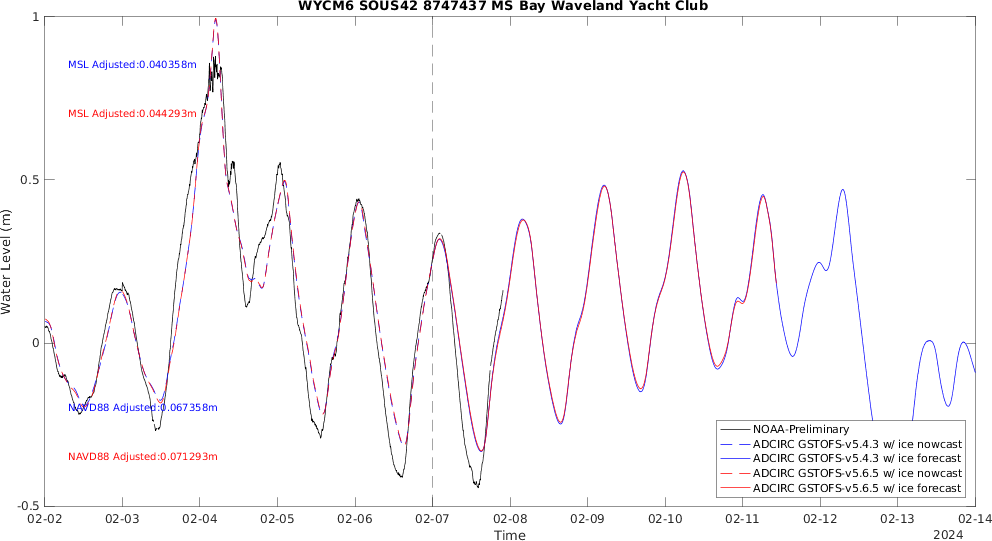 WYCM6 SOUS42 8747437 MS Bay Waveland Yacht Club
1
0.5
0
-0.5
Water Level (m)
MSL Adjusted:0.040358m
MSL Adjusted:0.044293m
NAVD88 Adjusted:0.067358m
NAVD88 Adjusted:0.071293m
NOAA-Preliminary
ADCIRC GSTOFS-v5.4.3 w/ ice nowcast
ADCIRC GSTOFS-v5.4.3 w/ ice forecast
ADCIRC GSTOFS-v5.6.5 w/ ice nowcast
ADCIRC GSTOFS-v5.6.5 w/ ice forecast
02-02 02-03 02-04 02-05 02-06 02-07 02-08 02-09 02-10 02-11 02-12 02-13 02-14
Time
2024